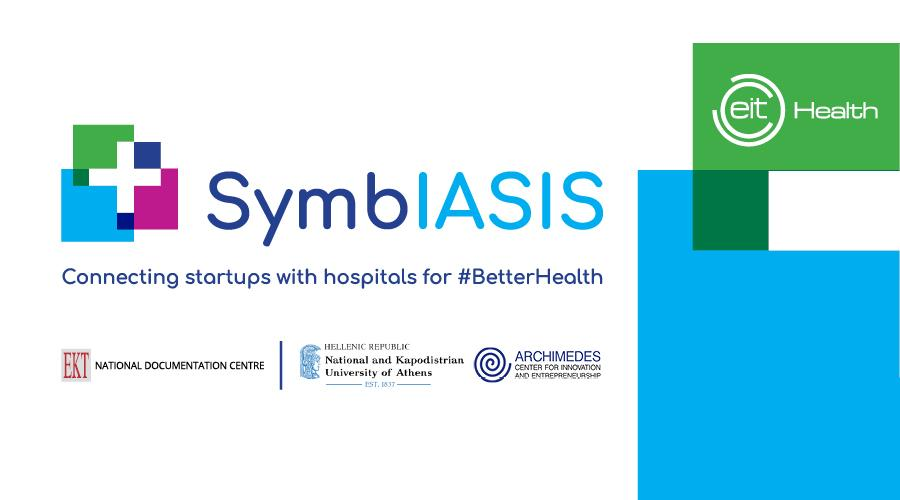 eit Health
SymbIASIS
Connecting startups with hospitals for #BetterHealth
EKT NATIONAL DOCUMENTATION CENTRE
HELLENIC REPUBLIC
National and Kapodistrian
University of Athens
EST. 1837
ARCHIMEDES
CENTER FOR INNOVATION
AND ENTREPRENEURSHIP